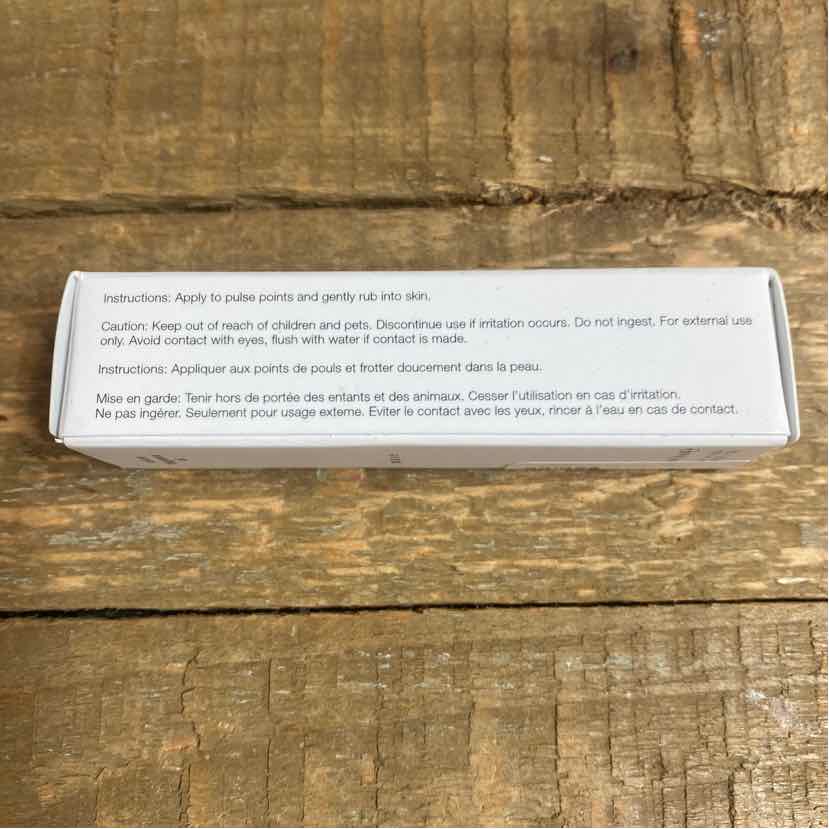 Instructions: Apply to pulse points and gently rub into skin.
Caution: Keep out of reach of children and pets. Discontinue use if irritation occurs. Do not ingest. For external use
only. Avoid contact with eyes, flush with water if contact is made.
Instructions: Appliquer aux points de pouls et frotter doucement dans la peau.
Mise en garde: Tenir hors de portée des entants et des animaux. Cesser l'utilisation en cas d'irritation.
Ne pas ingérer. Seulement pour usage externe. Eviter le contact avec les yeux, rincer à l'eau en cas de contact.